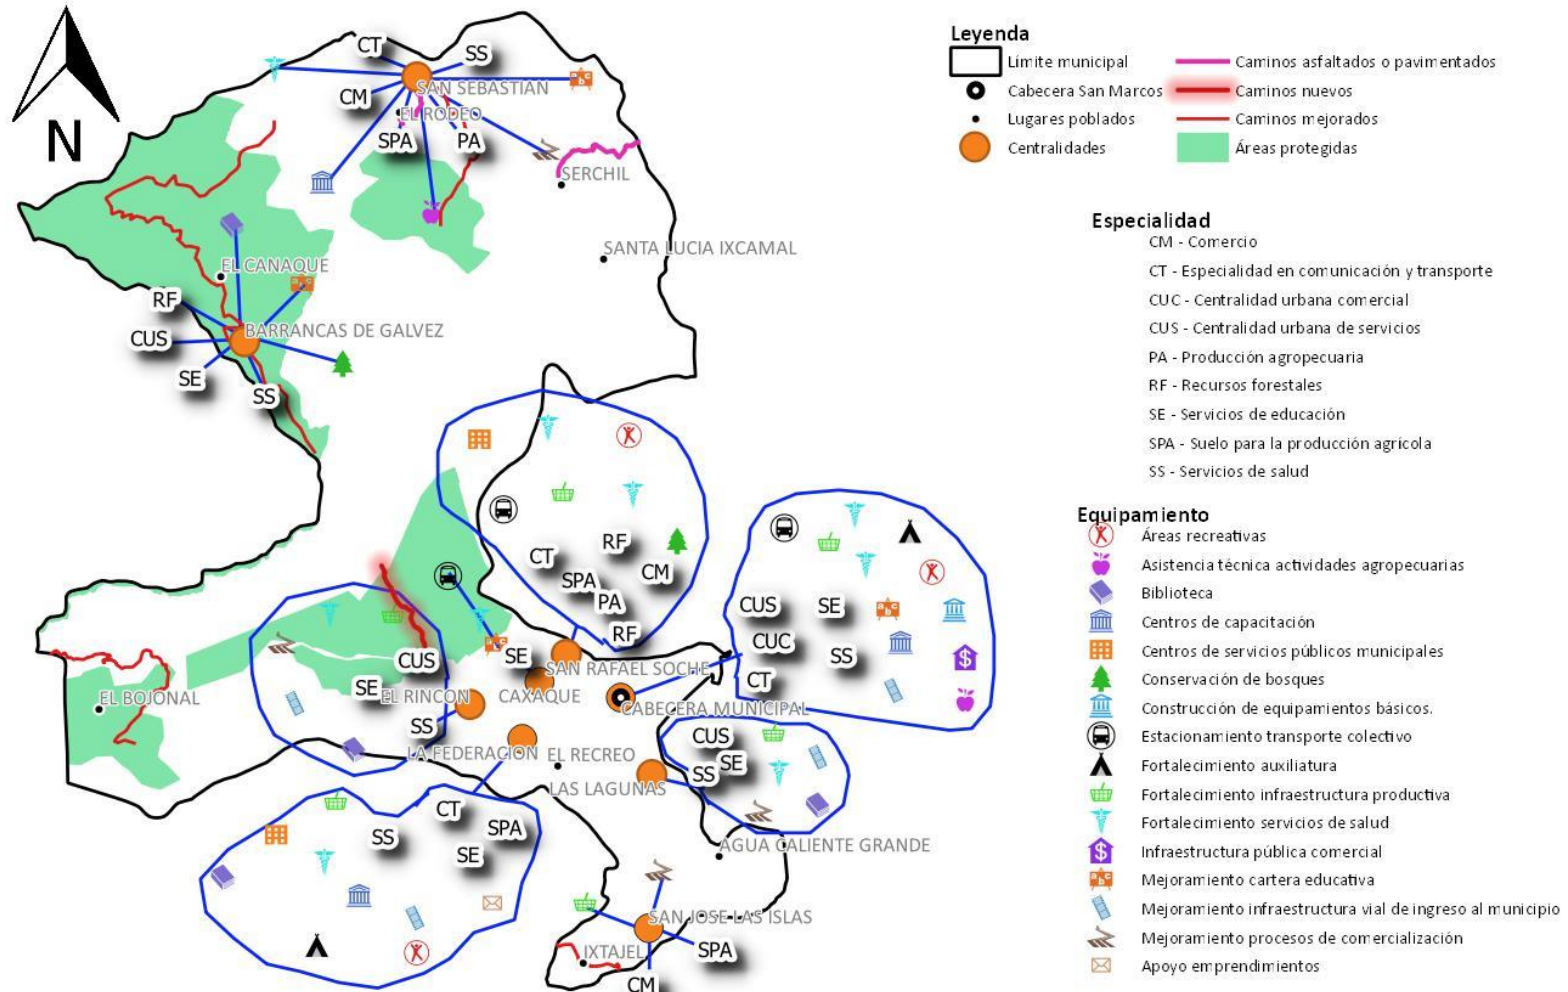 N
CT
SS
CM
SAN SEBASTIAN
EL RODEO
SPA
PA
SERCHIL
SANTA LUCIA IXCAMAL
EL CANAQUE
RF
BARRANCAS DE GALVEZ
CUS
SE
SS
CT
RF
SPA
CM
PA
RF
CUS
SE
CUC
SS
CT
CUS
SE
SE
SAN RAFAEL SOCHE
EL RINCON
CAXAQUE
CABECERA MUNICIPAL
EL BOJONAL
SS
LA FEDERACION
EL RECREO
LAS LAGUNAS
CUS
SE
SS
CT
SPA
SS
SE
AGUA CALIENTE GRANDE
SAN JOSE LAS ISLAS
IXTAJEL
SPA
CM
Leyenda
Límite municipal
Cabecera San Marcos
Lugares poblados
Centralidades
Caminos asfaltados o pavimentados
Caminos nuevos
Caminos mejorados
Áreas protegidas
Especialidad
CM - Comercio
CT - Especialidad en comunicación y transporte
CUC - Centralidad urbana comercial
CUS - Centralidad urbana de servicios
PA - Producción agropecuaria
RF - Recursos forestales
SE - Servicios de educación
SPA - Suelo para la producción agrícola
SS - Servicios de salud
Equipamiento
Áreas recreativas
Asistencia técnica actividades agropecuarias
Biblioteca
Centros de capacitación
Centros de servicios públicos municipales
Conservación de bosques
Construcción de equipamientos básicos.
Estacionamiento transporte colectivo
Fortalecimiento auxiliatura
Fortalecimiento infraestructura productiva
Fortalecimiento servicios de salud
Infraestructura pública comercial
Mejoramiento cartera educativa
Mejoramiento infraestructura vial de ingreso al municipio
Mejoramiento procesos de comercialización
Apoyo emprendimientos